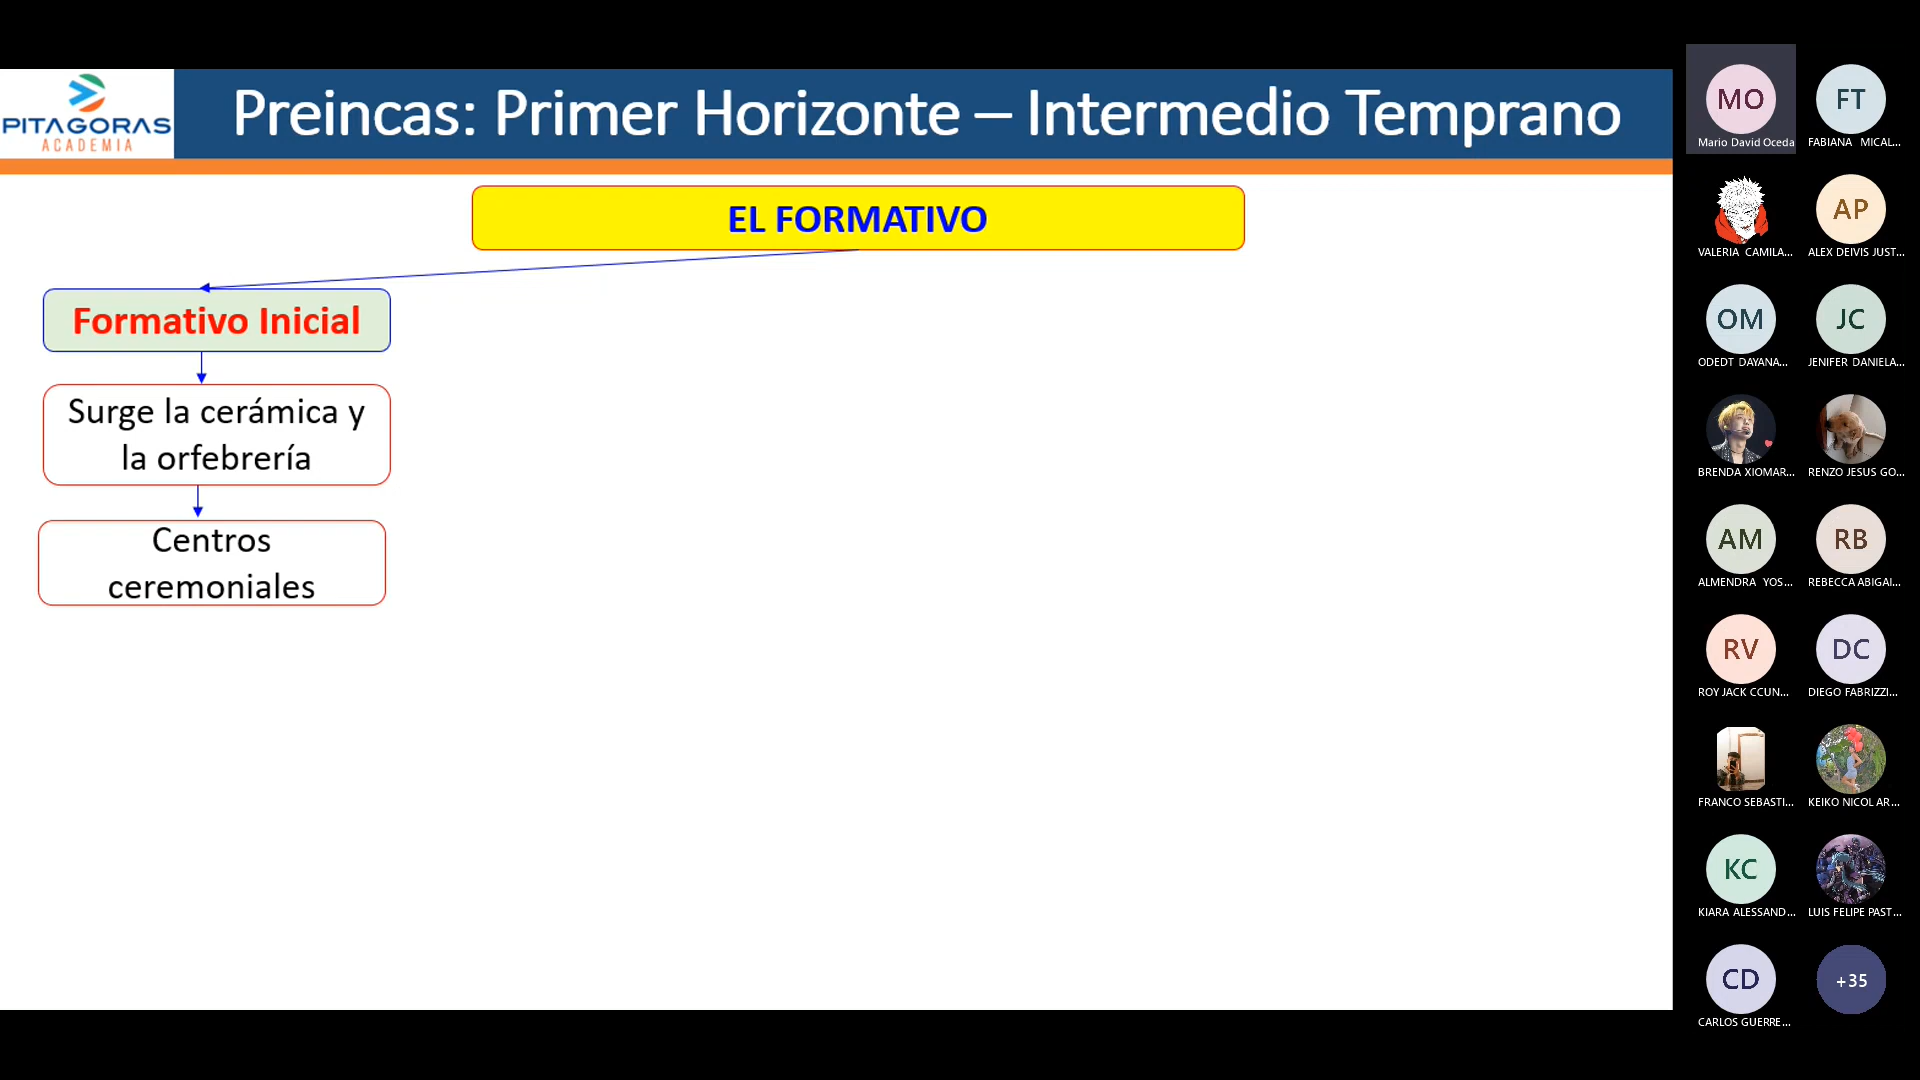 PITAGORAS
ACADEMIA
Preincas: Primer Horizonte – Intermedio Temprano
EL FORMATIVO
Formativo Inicial
Surge la cerámica y
la orfebrería
Centros
ceremoniales
MO
Mario David Oceda
FT
FABIANA MICAL...
VALERIA CAMILA...
AP
ALEX DEIVIS JUST...
OM
ODEDT DAYANA...
JC
JENIFER DANIELA...
BRENDA XIOMAR...
RENZO JESUS GO...
AM
ALMENDRA YOS...
RB
REBECCA ABIGAI...
RV
ROY JACK CCUN...
DC
DIEGO FABRIZZI...
FRANCO SEBASTI...
KEIKO NICOL AR...
KC
KIARA ALESSAND...
LUIS FELIPE PAST...
CD
CARLOS GUERRE...
+35